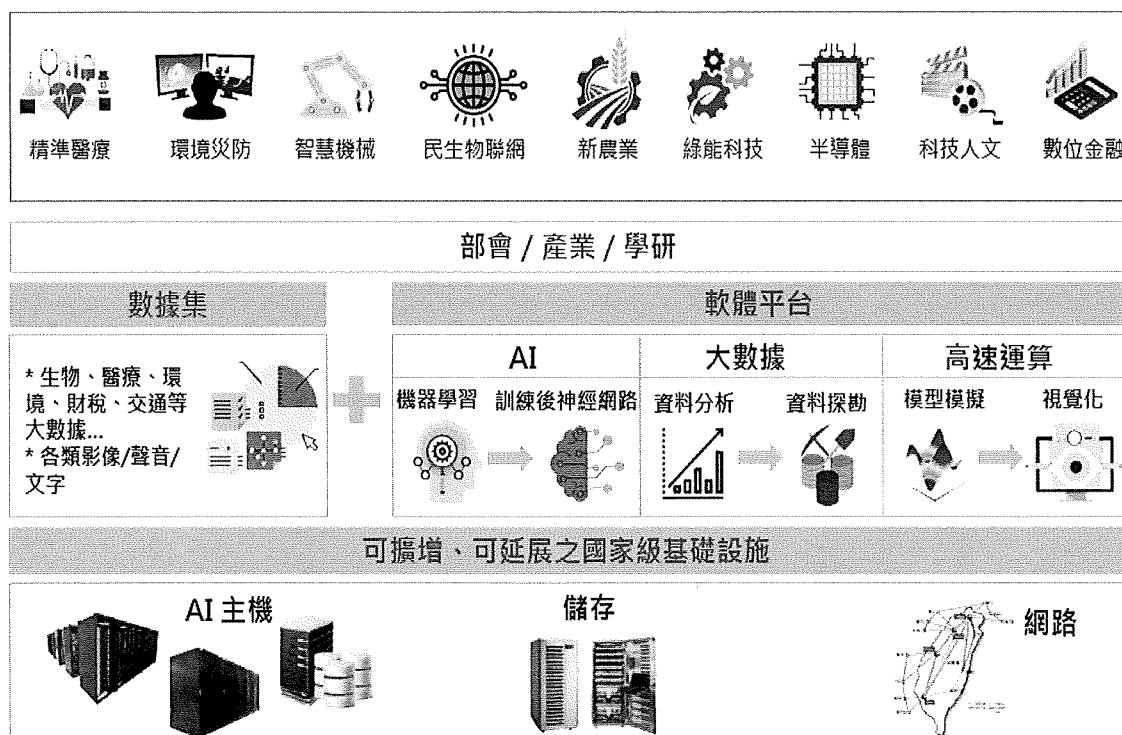 精準醫療 環境災防 智慧機械 民生物聯網 新農業 綠能科技 半導體 科技人文 數位金融
部會 / 產業 / 學研
數據集
軟體平台
* 生物、醫療、環
境、財稅、交通等
大數據...
* 各類影像/聲音/
文字
AI
大數據
高速運算
機器學習 訓練後神經網路
資料分析 資料探勘
模型模擬 視覺化
可擴增、可延展之國家級基礎設施
AI 主機
儲存
網路